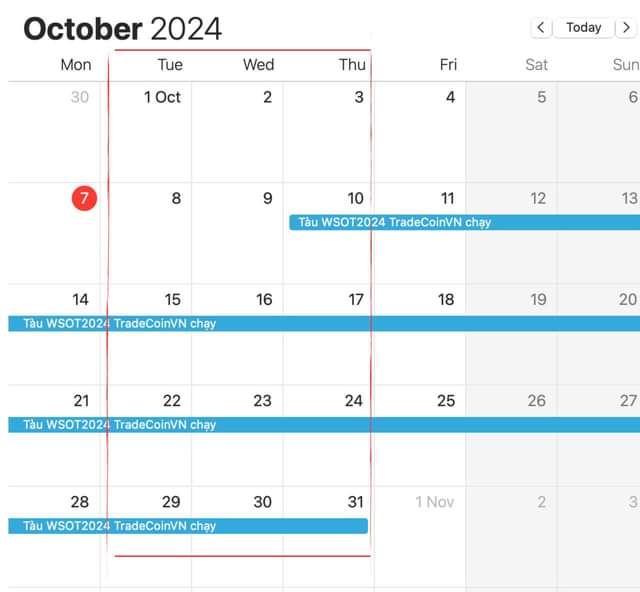 October 2024
Today
Mon Tue Wed Thu Fri Sat Sun
30 1 Oct 2 3 4 5 6
7 8 9 10 11 12 13
Tàu WSOT2024 TradeCoinVN chạy
14 15 16 17 18 19 20
Tàu WSOT2024 TradeCoinVN chạy
21 22 23 24 25 26 27
Tàu WSOT2024 TradeCoinVN chạy
28 29 30 31 1 Nov 2 3
Tàu WSOT2024 TradeCoinVN chạy